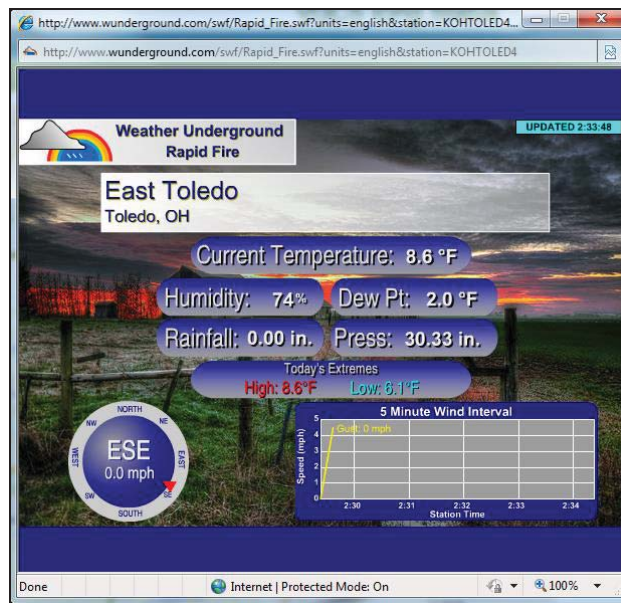 http://www.wunderground.com/swf/Rapid_Fire.swf?units=english&station=KOHTOLED4...
http://www.wunderground.com/swf/Rapid_Fire.swf?units=english&station=KOHTOLED4
Weather Underground
Rapid Fire
UPDATED 2:33:48
East Toledo
Toledo, OH
Current Temperature: 8.6 °F
Humidity: 74% Dew Pt: 2.0 °F
Rainfall: 0.00 in. Press: 30.33 in.
Today's Extremes
High: 8.6°F Low: 6.1°F
NORTH
NW NE
WEST EAST
ESE
0.0 mph
SW SE
SOUTH
5 Minute Wind Interval
Gust: 0 mph
Speed (mph)
5
4
3
2
1
0
2:30 2:31 2:32 2:33 2:34
Station Time
Done Internet | Protected Mode: On 100%